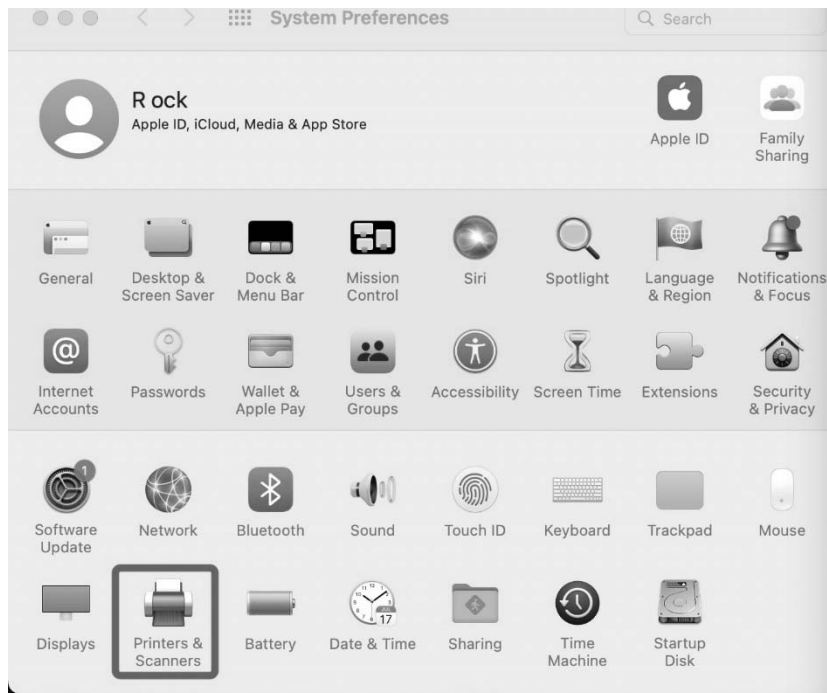 System Preferences
Search
R ock
Apple ID, iCloud, Media & App Store
Apple ID
Family
Sharing
General
Desktop &
Screen Saver
Dock &
Menu Bar
Mission
Control
Siri
Spotlight
Language
& Region
Notifications
& Focus
Internet
Accounts
Passwords
Wallet &
Apple Pay
Users &
Groups
Accessibility
Screen Time
Extensions
Security
& Privacy
1
Software
Update
Network
Bluetooth
Sound
Touch ID
Keyboard
Trackpad
Mouse
Displays
Printers &
Scanners
Battery
17
Date & Time
Sharing
Time
Machine
Startup
Disk